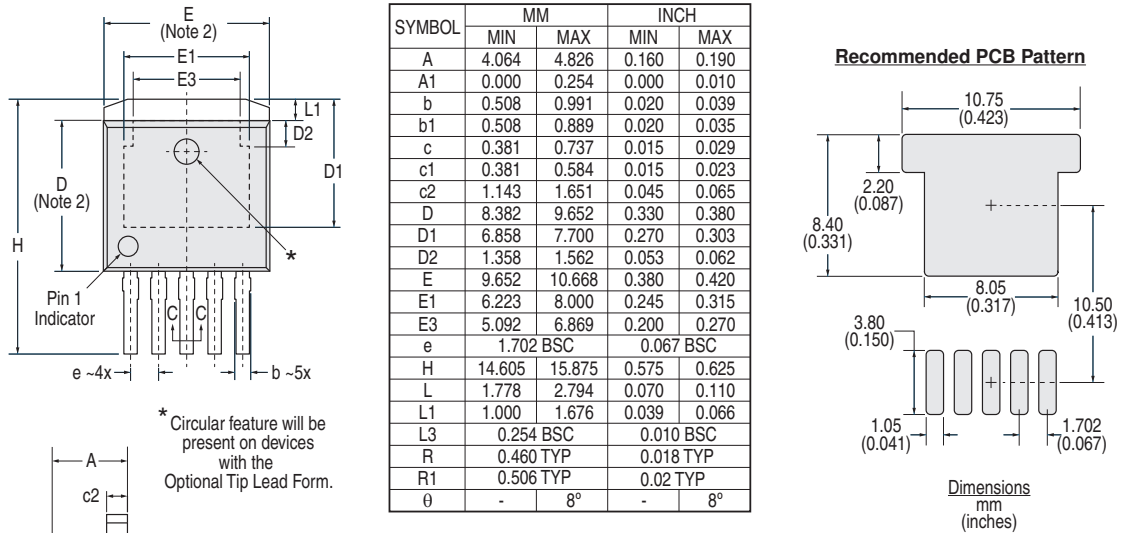 E
(Note 2)
E1
E3
L1
D2
D1
D
(Note 2)
H
*
Pin 1
Indicator
C C
e ~4x
b ~5x
* Circular feature will be
present on devices
with the
Optional Tip Lead Form.
A
c2
SYMBOL MM INCH
MIN MAX MIN MAX
A 4.064 4.826 0.160 0.190
A1 0.000 0.254 0.000 0.010
b 0.508 0.991 0.020 0.039
b1 0.508 0.889 0.020 0.035
c 0.381 0.737 0.015 0.029
c1 0.381 0.584 0.015 0.023
c2 1.143 1.651 0.045 0.065
D 8.382 9.652 0.330 0.380
D1 6.858 7.700 0.270 0.303
D2 1.358 1.562 0.053 0.062
E 9.652 10.668 0.380 0.420
E1 6.223 8.000 0.245 0.315
E3 5.092 6.869 0.200 0.270
e 1.702 BSC 0.067 BSC
H 14.605 15.875 0.575 0.625
L 1.778 2.794 0.070 0.110
L1 1.000 1.676 0.039 0.066
L3 0.254 BSC 0.010 BSC
R 0.460 TYP 0.018 TYP
R1 0.506 TYP 0.02 TYP
θ - 8º - 8º
Recommended PCB Pattern
10.75
(0.423)
2.20
(0.087)
8.40
(0.331)
8.05
(0.317)
10.50
(0.413)
3.80
(0.150)
1.05
(0.041)
1.702
(0.067)
Dimensions
mm
(inches)